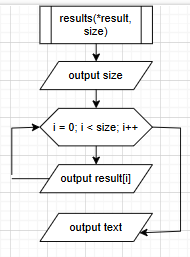 results(*result,
size)
output size
i = 0; i < size; i++
output result[i]
output text